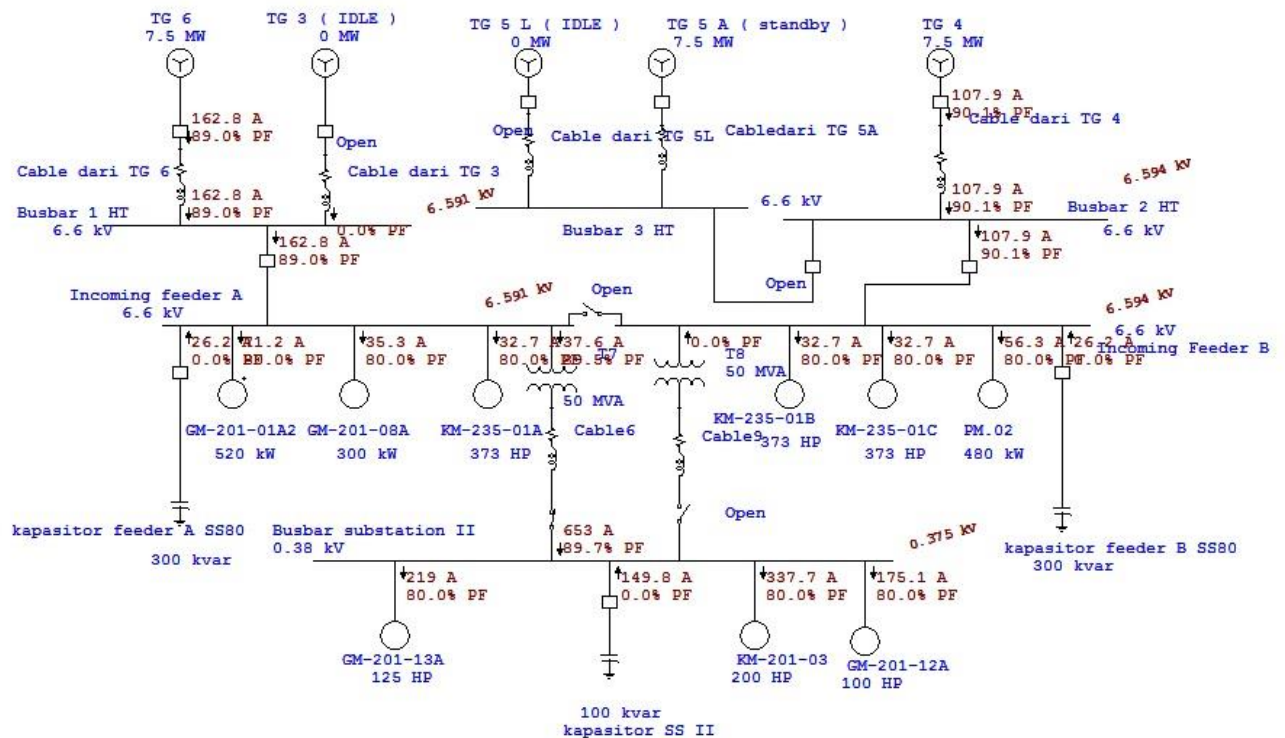 TG 6
7.5 MW
TG 3 ( IDLE )
0 MW
TG 5 L ( IDLE )
0 MW
TG 5 A ( standby )
7.5 MW
TG 4
7.5 MW
162.8 A
89.0% PF
Open
Open
Cable dari TG 5L
Cabledari TG 5A
107.9 A
90.1% PF
Cable dari TG 4
Cable dari TG 6
Cable dari TG 3
162.8 A
89.0% PF
0.0% PF
6.591 kV
6.6 kV
107.9 A
90.1% PF
6.594 kV
Busbar 1 HT
6.6 kV
Busbar 3 HT
Busbar 2 HT
6.6 kV
162.8 A
89.0% PF
107.9 A
90.1% PF
Open
Incoming feeder A
6.6 kV
6.591 kV
Open
6.594 kV
6.6 kV
Incoming Feeder B
26.2 A
0.0% PF
35.3 A
80.0% PF
32.7 A
80.0% PF
37.6 A
T7
50 MVA
0.0% PF
T8
50 MVA
32.7 A
80.0% PF
32.7 A
80.0% PF
56.3 A
80.0% PF
26.2 A
0.0% PF
GM-201-01A2
520 kW
GM-201-08A
300 kW
KM-235-01A
373 HP
Cable6
Cable9
KM-235-01B
373 HP
KM-235-01C
373 HP
PM.02
480 kW
kapasitor feeder A SS80
300 kvar
Busbar substation II
0.38 kV
653 A
89.7% PF
Open
0.375 kV
kapasitor feeder B SS80
300 kvar
219 A
80.0% PF
149.8 A
0.0% PF
337.7 A
80.0% PF
175.1 A
80.0% PF
GM-201-13A
125 HP
KM-201-03
200 HP
GM-201-12A
100 HP
100 kvar
kapasitor SS II